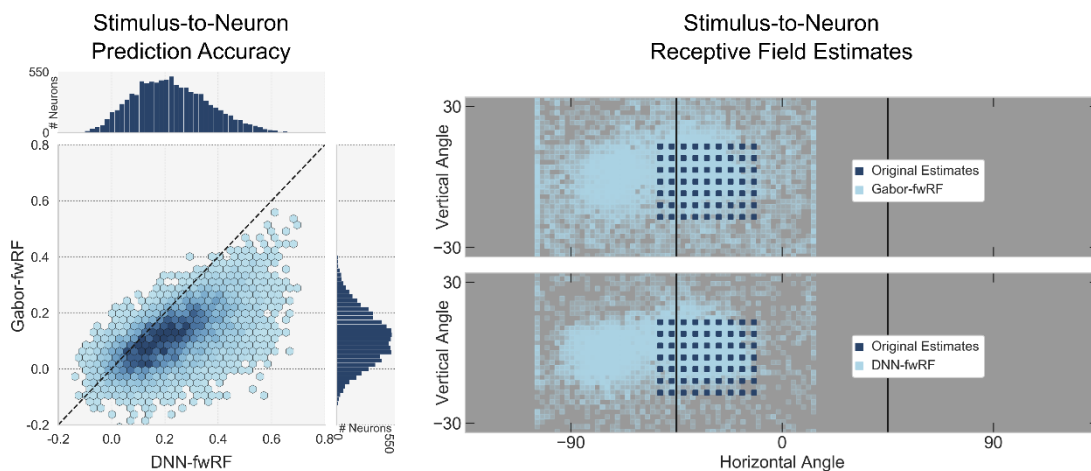 Stimulus-to-Neuron
Prediction Accuracy
Stimulus-to-Neuron
Receptive Field Estimates
550
# Neurons
0
0.8
0.6
0.4
0.2
0.0
-0.2
Gabor-fwRF
-0.2
0.0
0.2
0.4
0.6
0.8
DNN-fwRF
# Neurons
0
550
30
−30
Vertical Angle
Original Estimates
Gabor-fwRF
30
−30
Vertical Angle
Original Estimates
DNN-fwRF
−90
0
90
Horizontal Angle